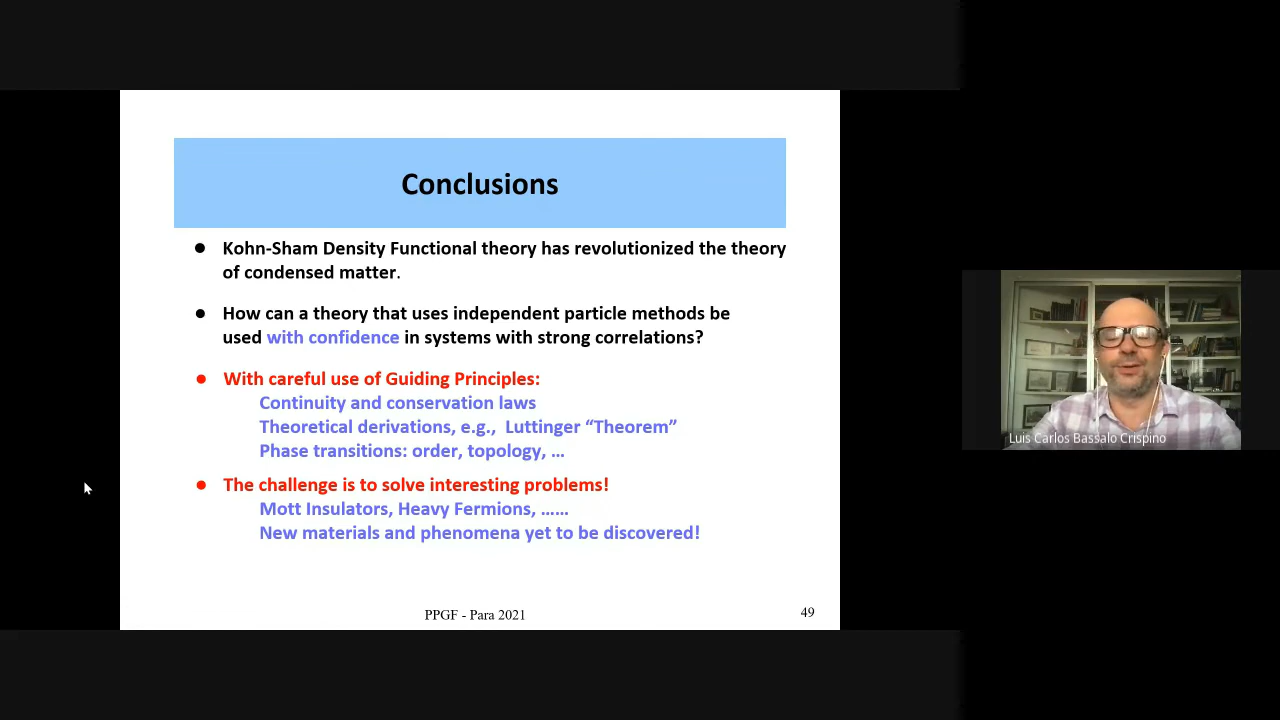 Conclusions
● Kohn-Sham Density Functional theory has revolutionized the theory
of condensed matter.
● How can a theory that uses independent particle methods be
used with confidence in systems with strong correlations?
● With careful use of Guiding Principles:
Continuity and conservation laws
Theoretical derivations, e.g., Luttinger “Theorem”
Phase transitions: order, topology, …
● The challenge is to solve interesting problems!
Mott Insulators, Heavy Fermions, ……
New materials and phenomena yet to be discovered!
PPGF - Para 2021
49
Luis Carlos Bassalo Crispino